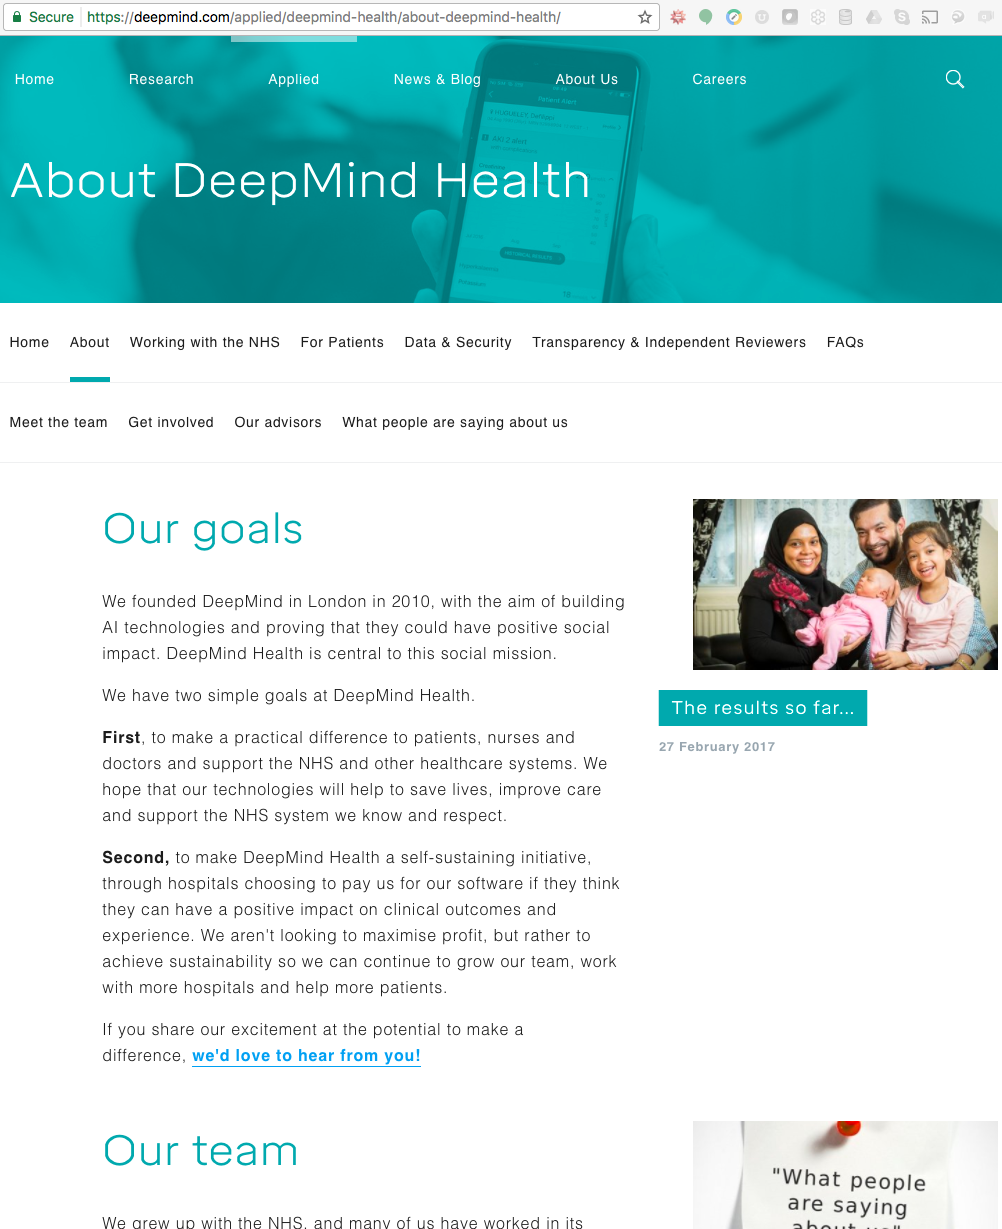 Secure https://deepmind.com/applied/deepmind-health/about-deepmind-health/
Home Research Applied News & Blog About Us Careers
Patient Alert
AKI 2 alert
About DeepMind Health
Home About Working with the NHS For Patients Data & Security Transparency & Independent Reviewers FAQs
Meet the team Get involved Our advisors What people are saying about us
Our goals
We founded DeepMind in London in 2010, with the aim of building
AI technologies and proving that they could have positive social
impact. DeepMind Health is central to this social mission.
We have two simple goals at DeepMind Health.
First, to make a practical difference to patients, nurses and
doctors and support the NHS and other healthcare systems. We
hope that our technologies will help to save lives, improve care
and support the NHS system we know and respect.
Second, to make DeepMind Health a self-sustaining initiative,
through hospitals choosing to pay us for our software if they think
they can have a positive impact on clinical outcomes and
experience. We aren't looking to maximise profit, but rather to
achieve sustainability so we can continue to grow our team, work
with more hospitals and help more patients.
If you share our excitement at the potential to make a
difference, we'd love to hear from you!
The results so far...
27 February 2017
Our team
We grew up with the NHS, and many of us have worked in its
"What people
are saying
about us"